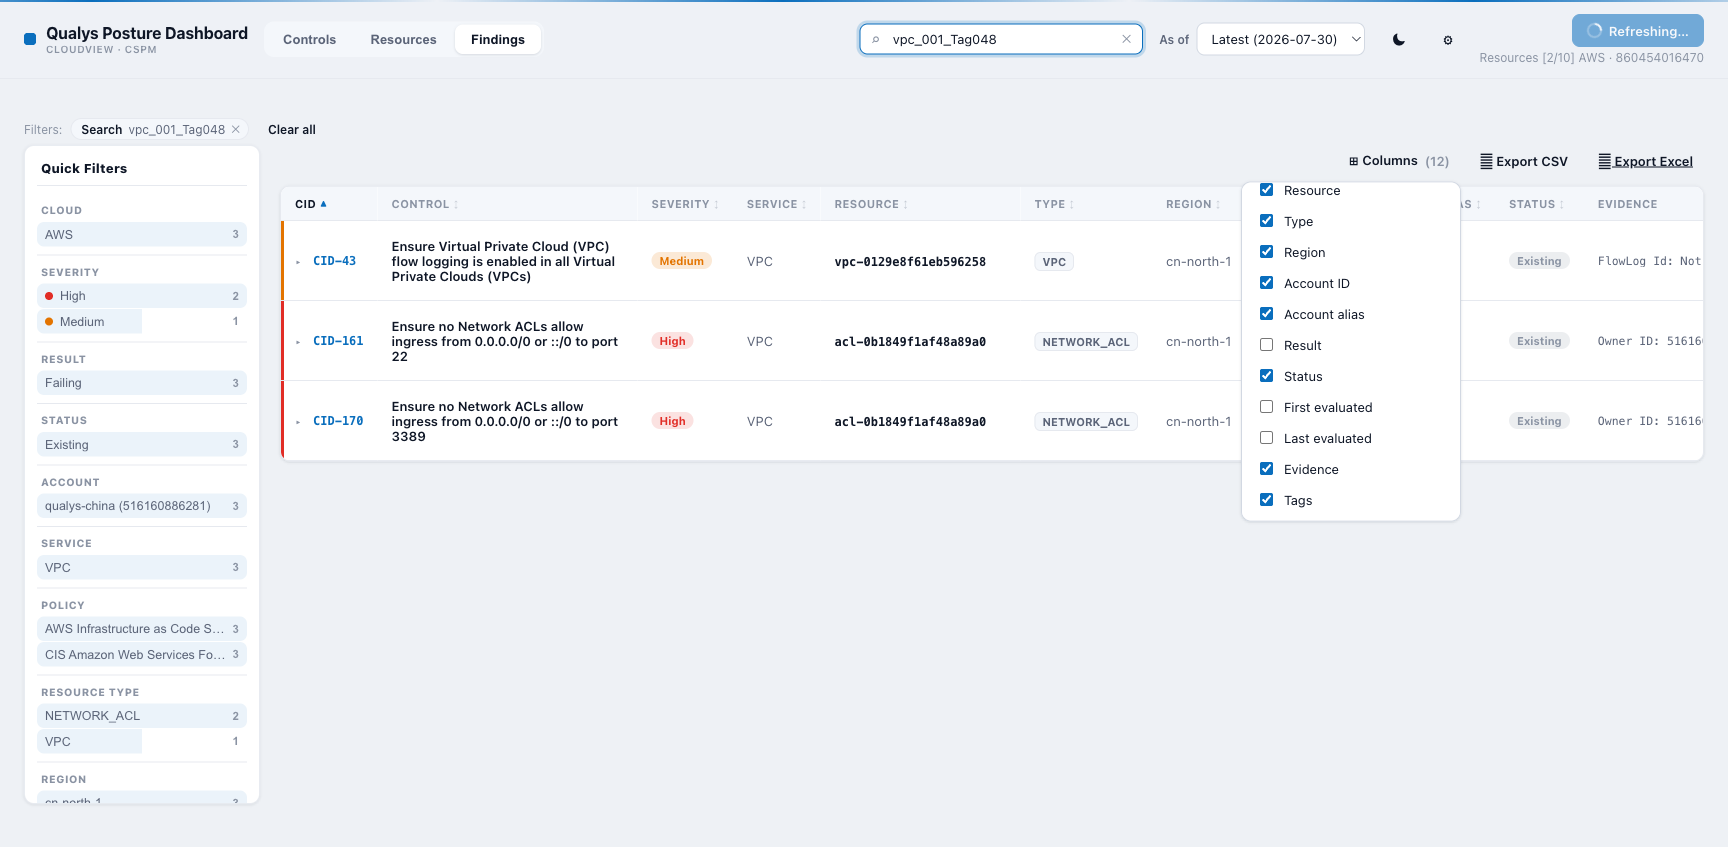 Qualys Posture Dashboard
CLOUDVIEW · CSPM
Controls
Resources
Findings
vpc_001_Tag048
As of
Latest (2026-07-30)
Refreshing...
Resources [2/10] AWS · 860454016470
Filters:
Search vpc_001_Tag048
Clear all
Quick Filters
CLOUD
AWS 3
SEVERITY
High 2
Medium 1
RESULT
Failing 3
STATUS
Existing 3
ACCOUNT
qualys-china (516160886281) 3
SERVICE
VPC 3
POLICY
AWS Infrastructure as Code S... 3
CIS Amazon Web Services Fo... 3
RESOURCE TYPE
NETWORK_ACL 2
VPC 1
REGION
cn-north-1 3
Columns (12)
Export CSV
Export Excel
CID CONTROL SEVERITY SERVICE RESOURCE TYPE REGION AS STATUS EVIDENCE
CID-43
Ensure Virtual Private Cloud (VPC)
flow logging is enabled in all Virtual
Private Clouds (VPCs)
Medium
VPC
vpc-0129e8f61eb596258
VPC
cn-north-1
Existing
FlowLog Id: Not
CID-161
Ensure no Network ACLs allow
ingress from 0.0.0.0/0 or ::/0 to port
22
High
VPC
acl-0b1849f1af48a89a0
NETWORK_ACL
cn-north-1
Existing
Owner ID: 51616
CID-170
Ensure no Network ACLs allow
ingress from 0.0.0.0/0 or ::/0 to port
3389
High
VPC
acl-0b1849f1af48a89a0
NETWORK_ACL
cn-north-1
Existing
Owner ID: 51616
Resource
Type
Region
Account ID
Account alias
Result
Status
First evaluated
Last evaluated
Evidence
Tags